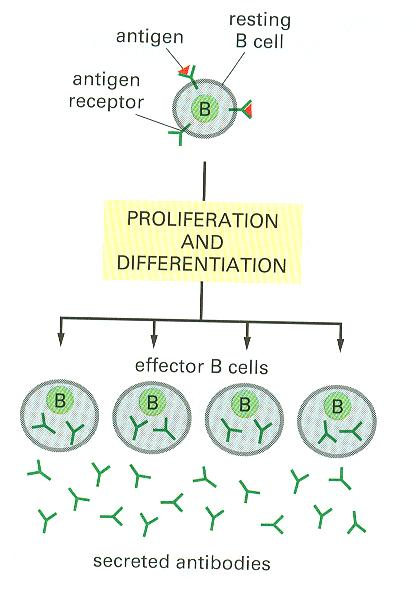 antigen
resting
B cell
antigen
receptor
B
PROLIFERATION
AND
DIFFERENTIATION
effector B cells
B
B
B
B
secreted antibodies